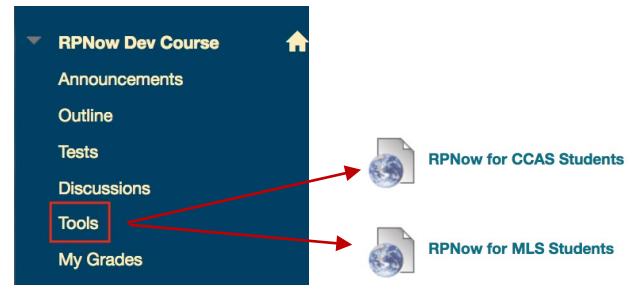 RPNow Dev Course
Announcements
Outline
Tests
Discussions
Tools
My Grades
RPNow for CCAS Students
RPNow for MLS Students